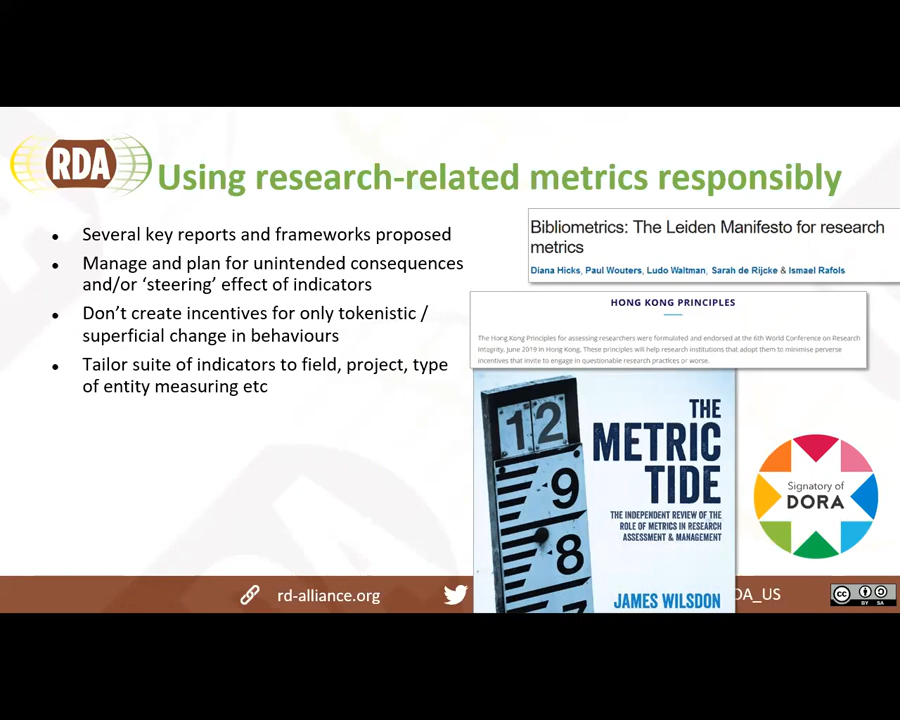 RDA
Using research-related metrics responsibly
• Several key reports and frameworks proposed
• Manage and plan for unintended consequences
and/or ‘steering’ effect of indicators
• Don’t create incentives for only tokenistic /
superficial change in behaviours
• Tailor suite of indicators to field, project, type
of entity measuring etc
Bibliometrics: The Leiden Manifesto for research
metrics
Diana Hicks, Paul Wouters, Ludo Waltman, Sarah de Rijcke & Ismael Rafols
HONG KONG PRINCIPLES
The Hong Kong Principles for assessing researchers were formulated and endorsed at the 6th World Conference on Research
Integrity, June 2019 in Hong Kong. These principles will help research institutions that adopt them to minimise perverse
incentives that invite to engage in questionable research practices or worse.
12
9
8
7
THE
METRIC
TIDE
THE INDEPENDENT REVIEW OF THE
ROLE OF METRICS IN RESEARCH
ASSESSMENT & MANAGEMENT
JAMES WILSDON
Signatory of
DORA
rd-alliance.org
DA_US
cc
BY SA